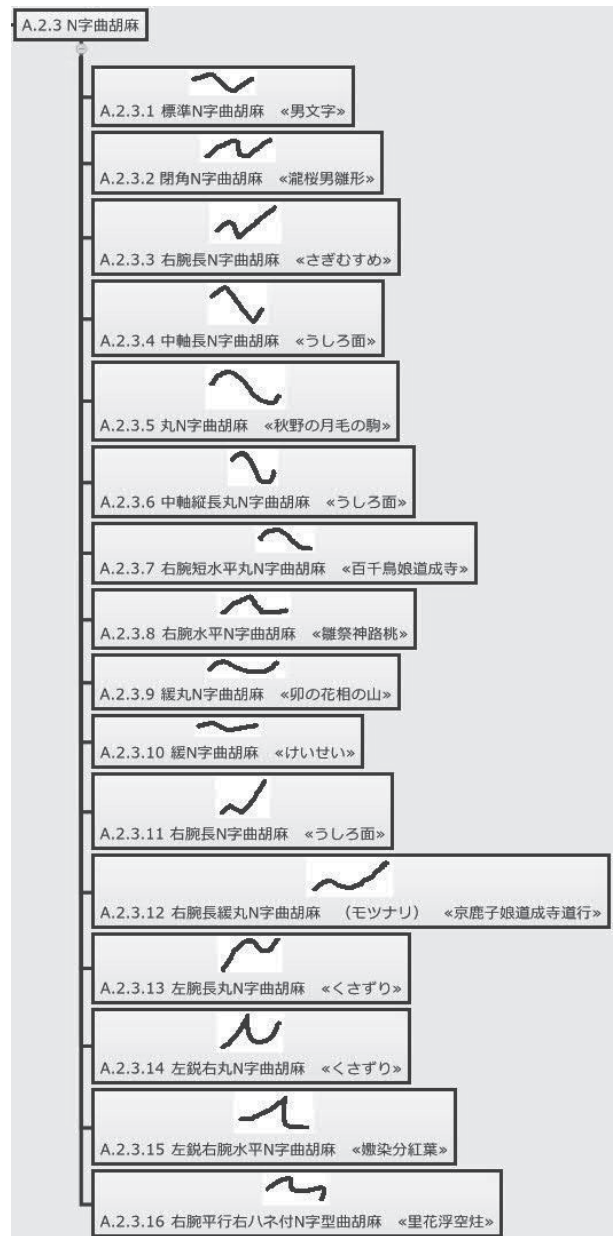 A.2.3 N字曲胡麻
A.2.3.1 標準N字曲胡麻 «男文字»
A.2.3.2 閉角N字曲胡麻 «瀧桜男雛形»
A.2.3.3 右腕長N字曲胡麻 «さぎむすめ»
A.2.3.4 中軸長N字曲胡麻 «うしろ面»
A.2.3.5 丸N字曲胡麻 «秋野の月毛の駒»
A.2.3.6 中軸縦長丸N字曲胡麻 «うしろ面»
A.2.3.7 右腕短水平丸N字曲胡麻 «百千鳥娘道成寺»
A.2.3.8 右腕水平N字曲胡麻 «雛祭神路桃»
A.2.3.9 緩丸N字曲胡麻 «卯の花相の山»
A.2.3.10 緩N字曲胡麻 «けいせい»
A.2.3.11 右腕長N字曲胡麻 «うしろ面»
A.2.3.12 右腕長緩丸N字曲胡麻 (モツナリ) «京鹿子娘道成寺道行»
A.2.3.13 左腕長丸N字曲胡麻 «くさずり»
A.2.3.14 左鋭右丸N字曲胡麻 «くさずり»
A.2.3.15 左鋭右腕水平N字曲胡麻 «嫐染分紅葉»
A.2.3.16 右腕平行右ハネ付N字型曲胡麻 «里花浮空炷»